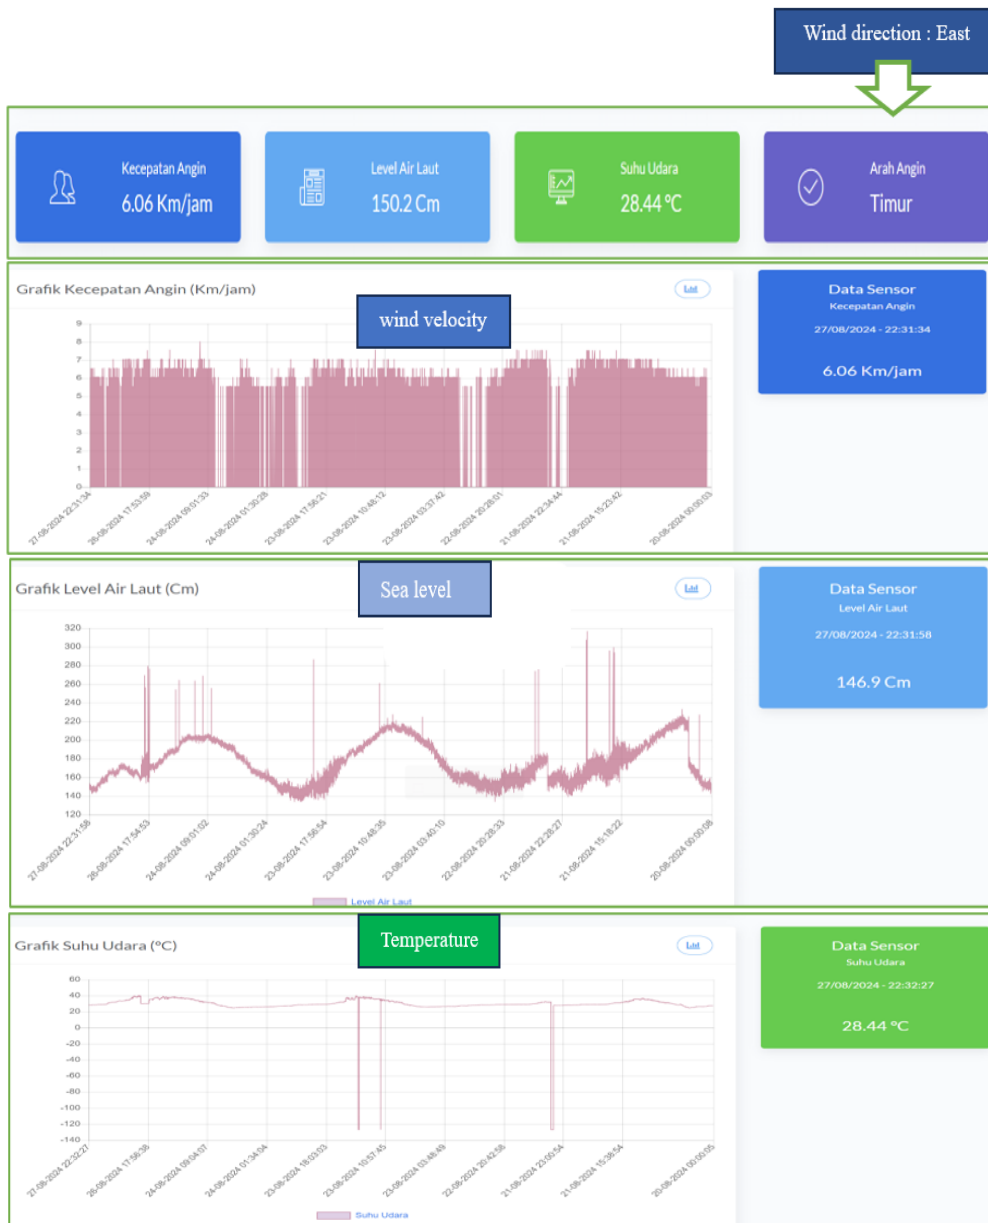 Wind direction : East
Kecepatan Angin
6.06 Km/jam
Level Air Laut
150.2 Cm
Suhu Udara
28.44 °C
Arah Angin
Timur
Grafik Kecepatan Angin (Km/jam)
wind velocity
9
8
7
6
5
4
3
2
1
0
27-08-2024 22:31:34
26-08-2024 17:53:59
24-08-2024 09:01:33
24-08-2024 01:30:28
23-08-2024 17:56:21
23-08-2024 10:48:12
23-08-2024 03:37:42
22-08-2024 20:28:01
21-08-2024 22:34:44
21-08-2024 15:23:42
20-08-2024 00:00:03
Data Sensor
Kecepatan Angin
27/08/2024 - 22:31:34
6.06 Km/jam
Grafik Level Air Laut (Cm)
Sea level
320
300
280
260
240
220
200
180
160
140
120
27-08-2024 22:31:58
26-08-2024 17:54:53
24-08-2024 09:01:02
24-08-2024 01:30:24
23-08-2024 17:56:54
23-08-2024 10:48:35
23-08-2024 03:40:10
22-08-2024 20:28:33
21-08-2024 22:28:27
21-08-2024 15:18:22
20-08-2024 00:00:08
Level Air Laut
Data Sensor
Level Air Laut
27/08/2024 - 22:31:58
146.9 Cm
Grafik Suhu Udara (°C)
Temperature
60
40
20
0
-20
-40
-60
-80
-100
-120
-140
27-08-2024 22:32:27
26-08-2024 17:56:38
24-08-2024 09:04:07
24-08-2024 01:34:04
23-08-2024 18:03:03
23-08-2024 10:57:45
23-08-2024 03:48:49
22-08-2024 20:42:58
21-08-2024 23:00:54
21-08-2024 15:38:54
20-08-2024 00:00:05
Suhu Udara
Data Sensor
Suhu Udara
27/08/2024 - 22:32:27
28.44 °C